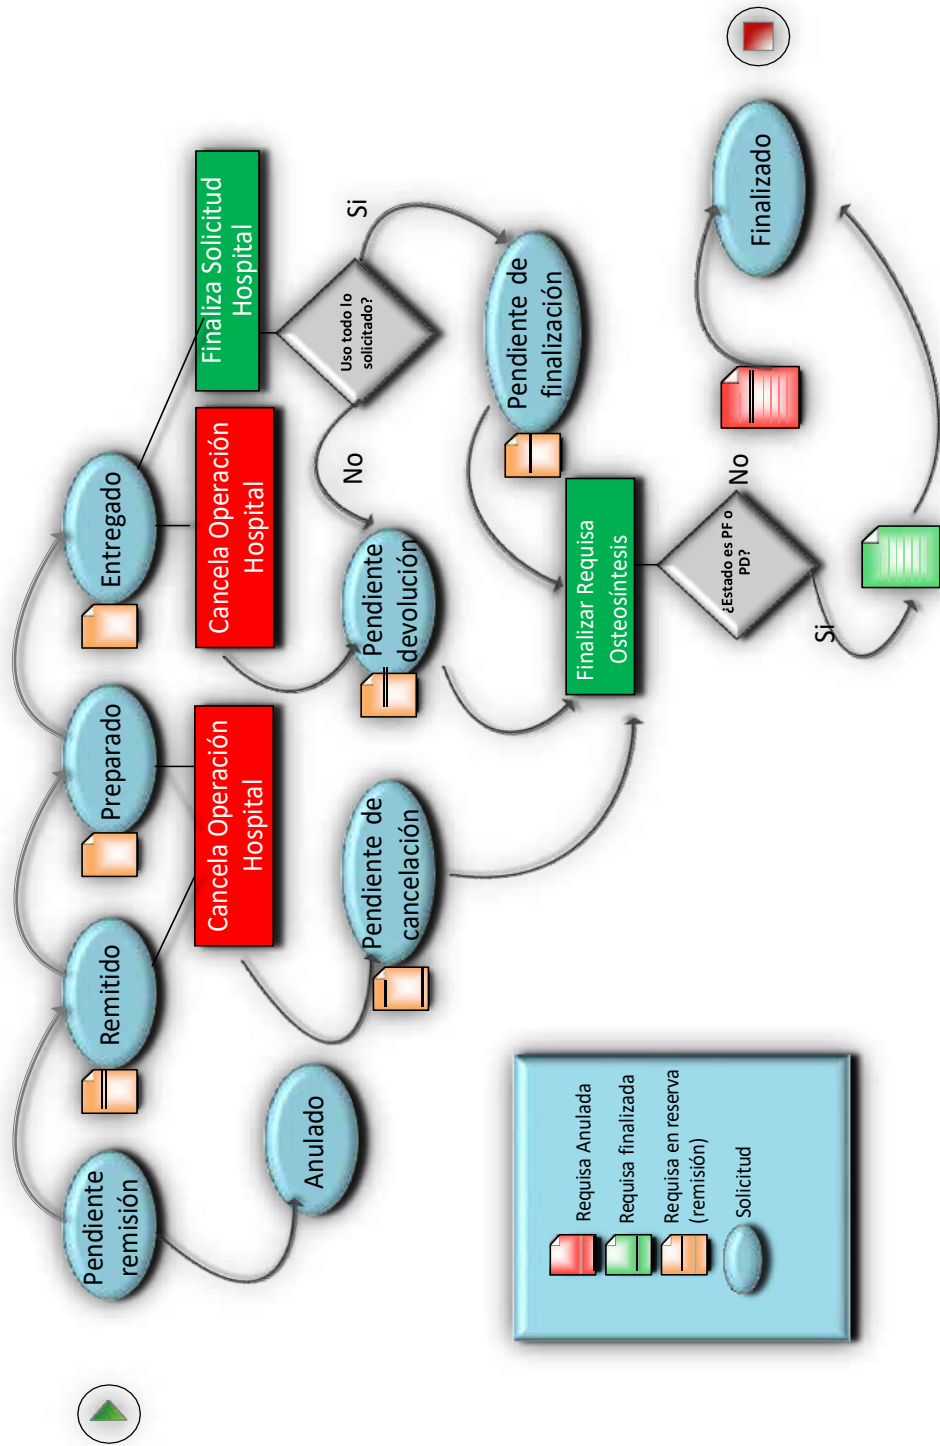 Pendiente
remisión
Remitido
Preparado
Entregado
Anulado
Cancela Operación
Hospital
Cancela Operación
Hospital
Finaliza Solicitud
Hospital
Pendiente de
cancelación
Pendiente
devolución
No
Uso todo lo
solicitado?
Si
Pendiente de
finalización
Finalizar Requisa
Osteosíntesis
¿Estado es PF o
PD?
No
Si
Finalizado
Requisa Anulada
Requisa finalizada
Requisa en reserva
(remisión)
Solicitud